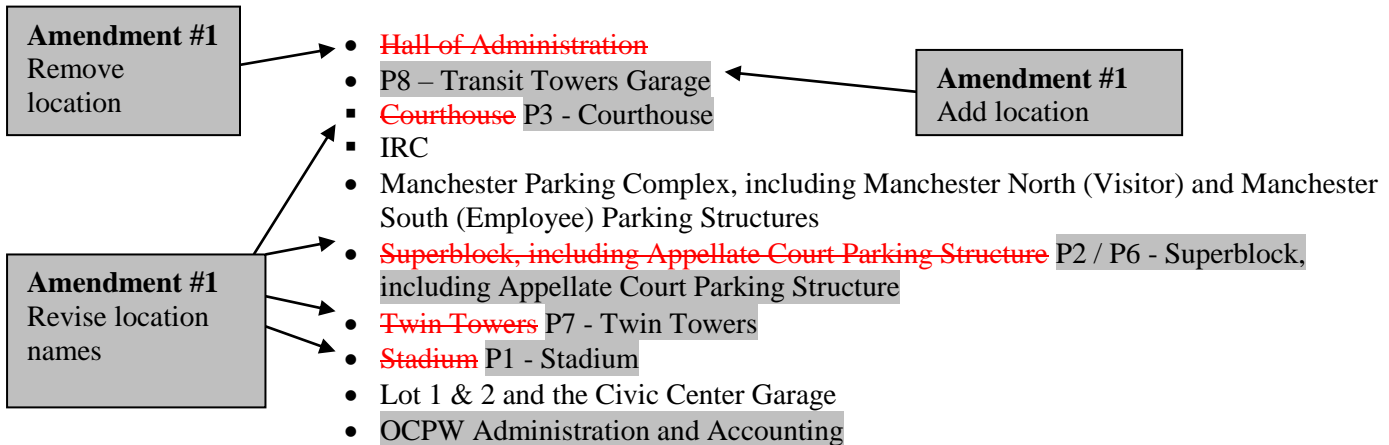 Amendment #1
Remove
location
• Hall of Administration
• P8 – Transit Towers Garage
Amendment #1
Add location
▪ Courthouse P3 - Courthouse
▪ IRC
• Manchester Parking Complex, including Manchester North (Visitor) and Manchester
South (Employee) Parking Structures
Amendment #1
Revise location
names
• Superblock, including Appellate Court Parking Structure P2 / P6 - Superblock,
including Appellate Court Parking Structure
• Twin Towers P7 - Twin Towers
• Stadium P1 - Stadium
• Lot 1 & 2 and the Civic Center Garage
• OCPW Administration and Accounting